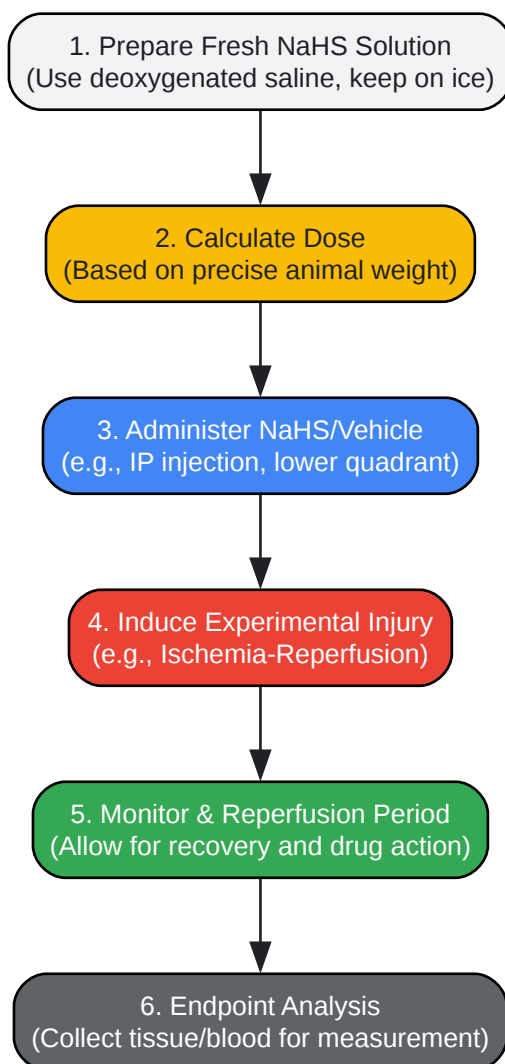 1. Prepare Fresh NaHS Solution
(Use deoxygenated saline, keep on ice)
2. Calculate Dose
(Based on precise animal weight)
3. Administer NaHS/Vehicle
(e.g., IP injection, lower quadrant)
4. Induce Experimental Injury
(e.g., Ischemia-Reperfusion)
5. Monitor & Reperfusion Period
(Allow for recovery and drug action)
6. Endpoint Analysis
(Collect tissue/blood for measurement)